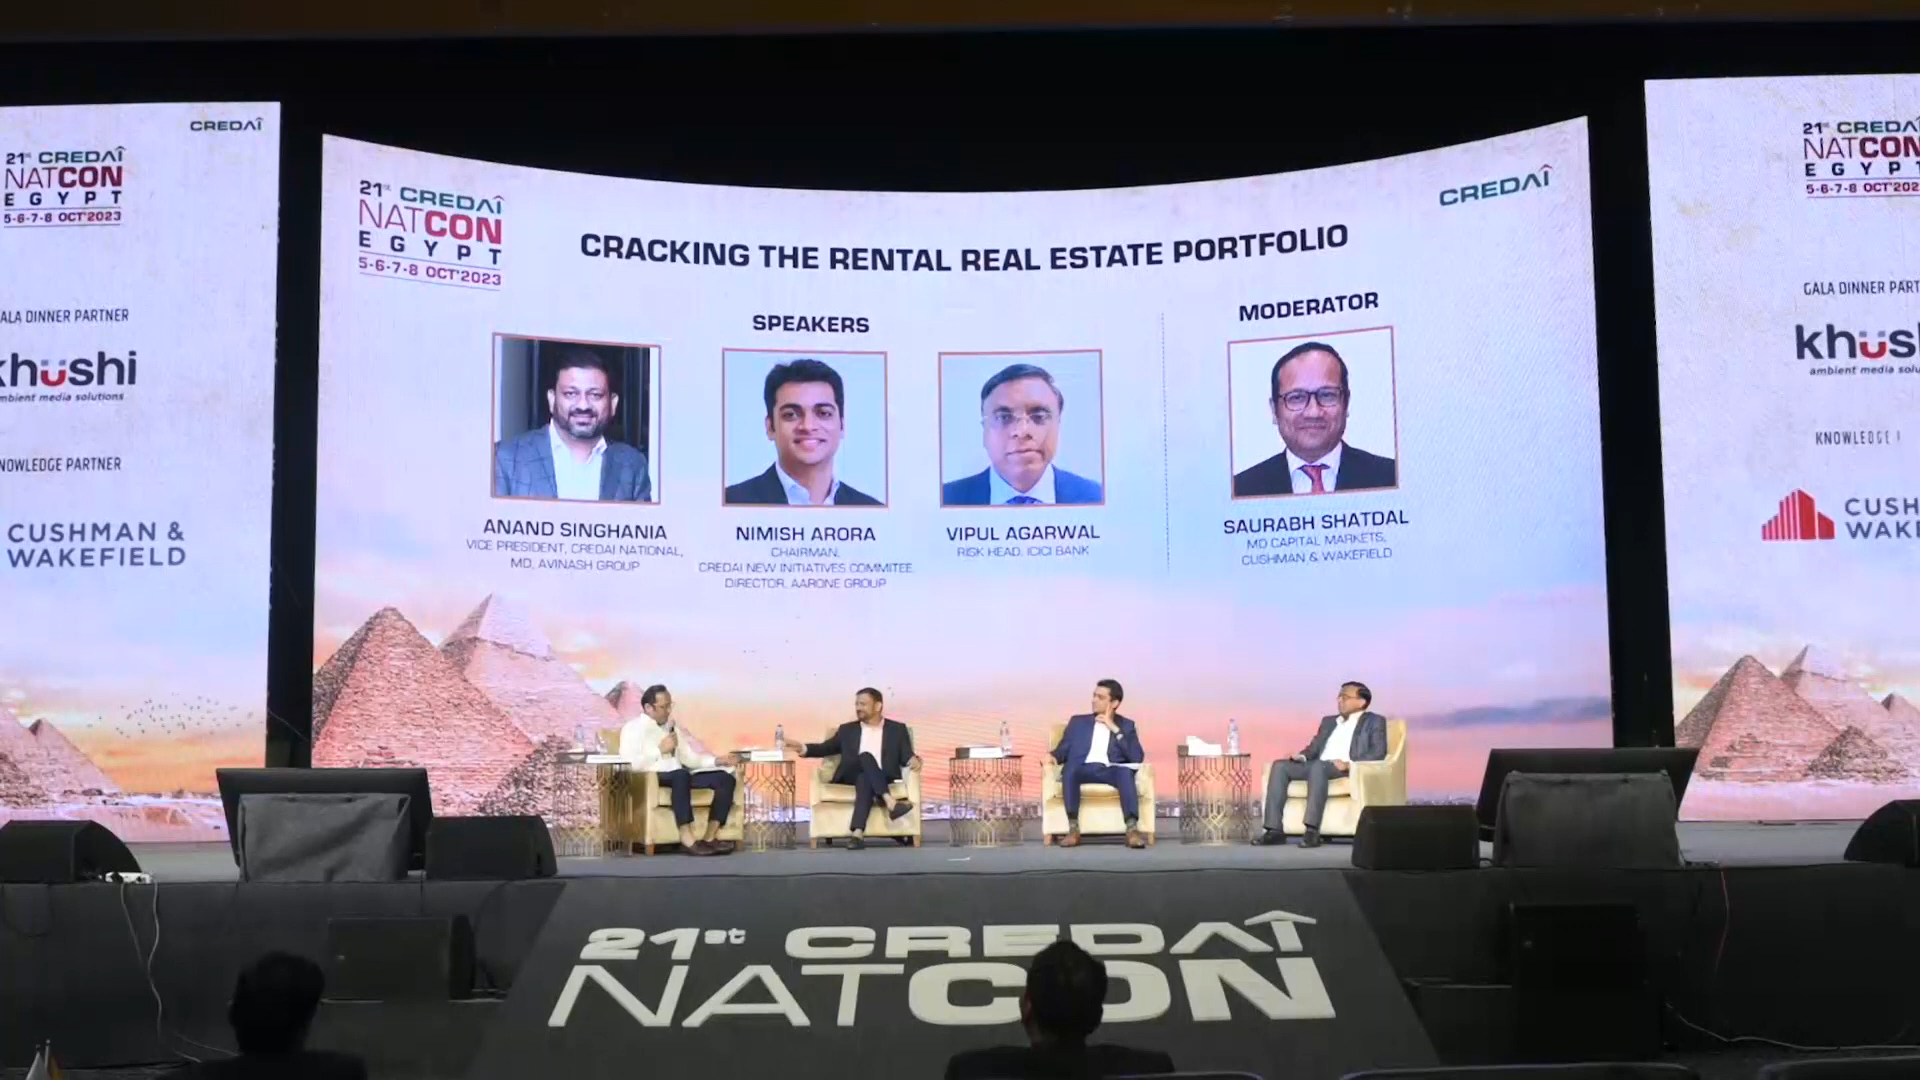 CREDAI
21st CREDAI
NATCON
EGYPT
5-6-7-8 OCT'2023
ALA DINNER PARTNER
khushi
mbient media solutions
NOWLEDGE PARTNER
CUSHMAN &
WAKEFIELD
21st CREDAI
NATCON
EGYPT
5-6-7-8 OCT'2023
CREDAI
CRACKING THE RENTAL REAL ESTATE PORTFOLIO
SPEAKERS
MODERATOR
ANAND SINGHANIA
VICE PRESIDENT, CREDAI NATIONAL,
MD, AVINASH GROUP
NIMISH ARORA
CHAIRMAN,
CREDAI NEW INITIATIVES COMMITEE,
DIRECTOR, AARONE GROUP
VIPUL AGARWAL
RISK HEAD, ICICI BANK
SAURABH SHATDAL
MD CAPITAL MARKETS,
CUSHMAN & WAKEFIELD
21st CREDAI
NATCON
EGYPT
5-6-7-8 OCT'202
GALA DINNER PART
khus
ambient media solu
KNOWLEDGE
CUSH
WAKE
21st CREDAI
NATCON